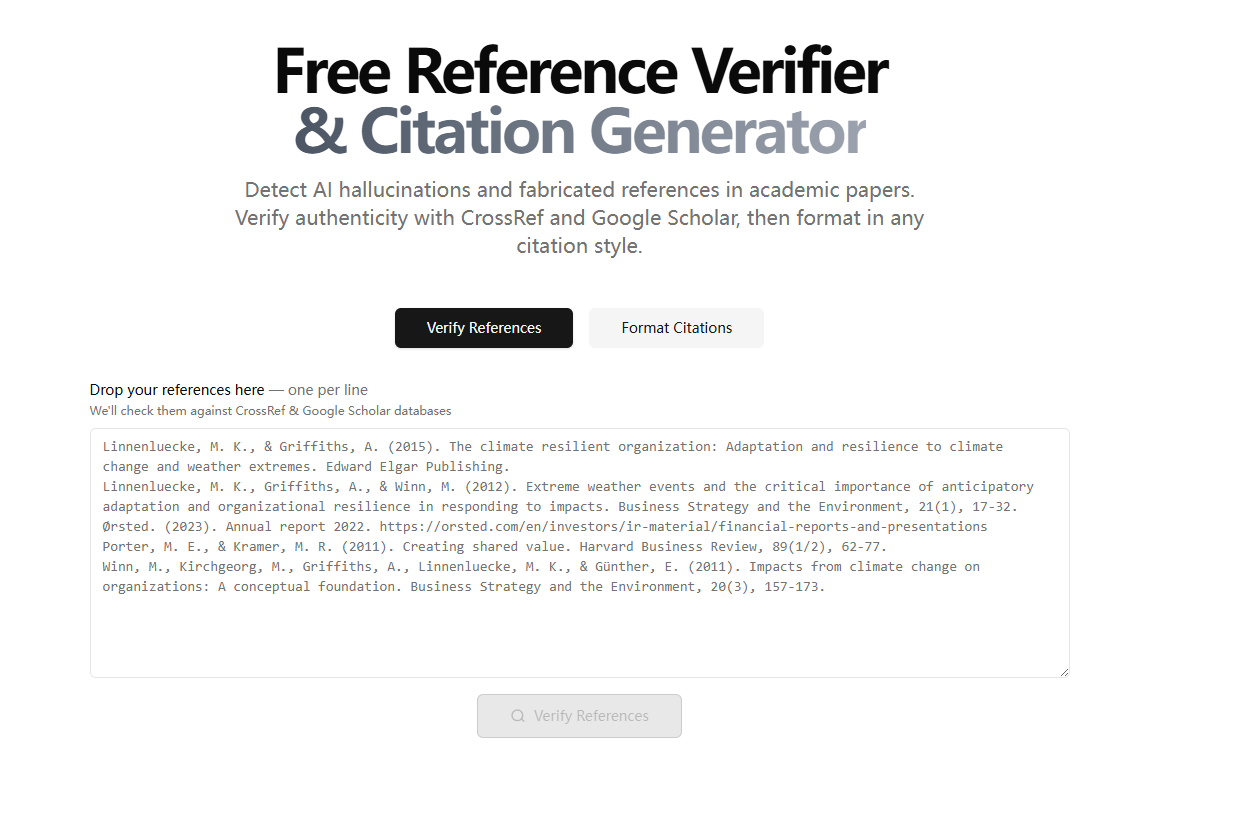 Free Reference Verifier
& Citation Generator
Detect AI hallucinations and fabricated references in academic papers.
Verify authenticity with CrossRef and Google Scholar, then format in any
citation style.
Verify References
Format Citations
Drop your references here — one per line
We'll check them against CrossRef & Google Scholar databases
Linnenluecke, M. K., & Griffiths, A. (2015). The climate resilient organization: Adaptation and resilience to climate
change and weather extremes. Edward Elgar Publishing.
Linnenluecke, M. K., Griffiths, A., & Winn, M. (2012). Extreme weather events and the critical importance of anticipatory
adaptation and organizational resilience in responding to impacts. Business Strategy and the Environment, 21(1), 17-32.
Ørsted. (2023). Annual report 2022. https://orsted.com/en/investors/ir-material/financial-reports-and-presentations
Porter, M. E., & Kramer, M. R. (2011). Creating shared value. Harvard Business Review, 89(1/2), 62-77.
Winn, M., Kirchgeorg, M., Griffiths, A., Linnenluecke, M. K., & Günther, E. (2011). Impacts from climate change on
organizations: A conceptual foundation. Business Strategy and the Environment, 20(3), 157-173.
Verify References